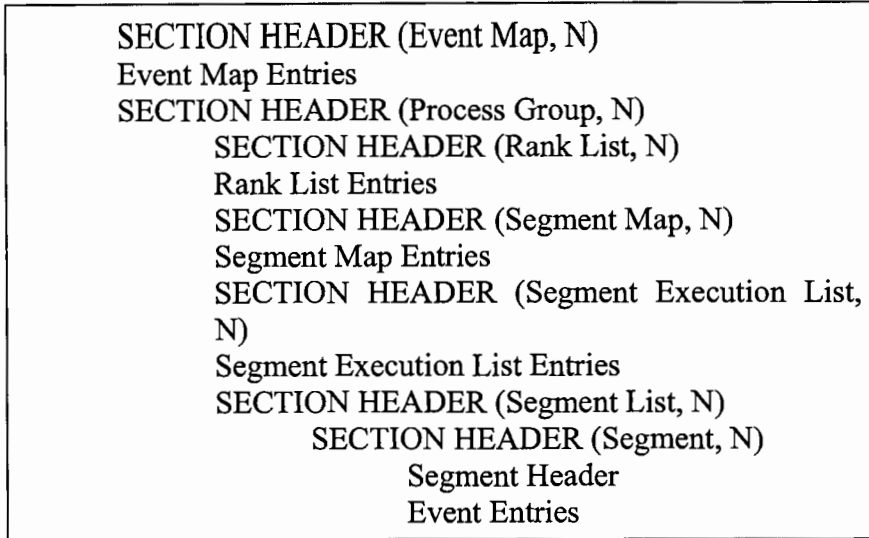 SECTION HEADER (Event Map, N)
Event Map Entries
SECTION HEADER (Process Group, N)
SECTION HEADER (Rank List, N)
Rank List Entries
SECTION HEADER (Segment Map, N)
Segment Map Entries
SECTION HEADER (Segment Execution List,
N)
Segment Execution List Entries
SECTION HEADER (Segment List, N)
SECTION HEADER (Segment, N)
Segment Header
Event Entries